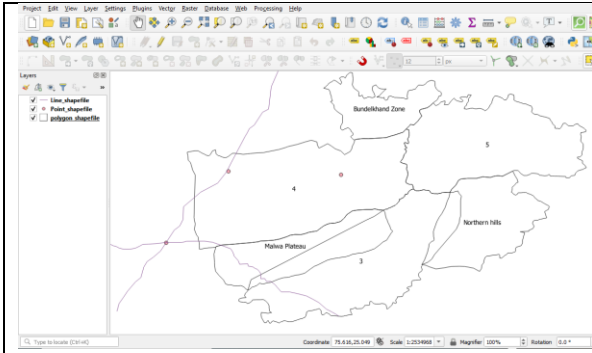 Project Edit View Layer Settings Plugins Vector Raster Database Web Processing Help
12 px
Layers
Line_shapefile
Point_shapefile
polygon_shapefile
Bundelkhand Zone
5
4
Northern hills
Malwa Plateau
3
Type to locate (Ctrl+K)
Coordinate 75.616,25.049 Scale 1:2534968 Magnifier 100% Rotation 0.0 °